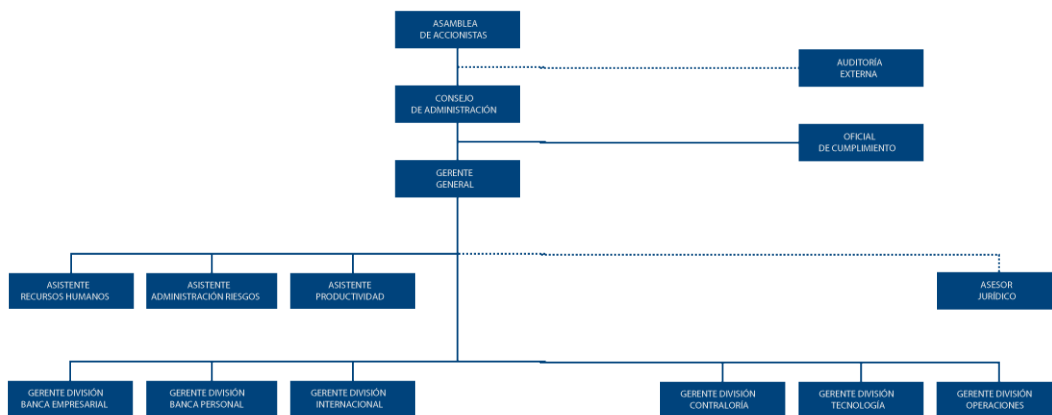 ASAMBLEA
DE ACCIONISTAS
AUDITORÍA
EXTERNA
CONSEJO
DE ADMINISTRACIÓN
OFICIAL
DE CUMPLIMIENTO
GERENTE
GENERAL
ASISTENTE
RECURSOS HUMANOS
ASISTENTE
ADMINISTRACIÓN RIESGOS
ASISTENTE
PRODUCTIVIDAD
ASESOR
JURÍDICO
GERENTE DIVISIÓN
BANCA EMPRESARIAL
GERENTE DIVISIÓN
BANCA PERSONAL
GERENTE DIVISIÓN
INTERNACIONAL
GERENTE DIVISIÓN
CONTRALORÍA
GERENTE DIVISIÓN
TECNOLOGÍA
GERENTE DIVISIÓN
OPERACIONES